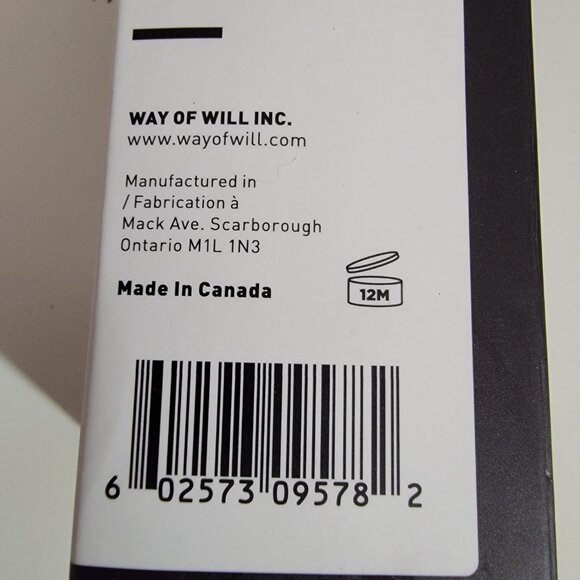 WAY OF WILL INC.
www.wayofwill.com
Manufactured in
/ Fabrication à
Mack Ave. Scarborough
Ontario M1L 1N3
Made In Canada
12M
6 02573 09578 2